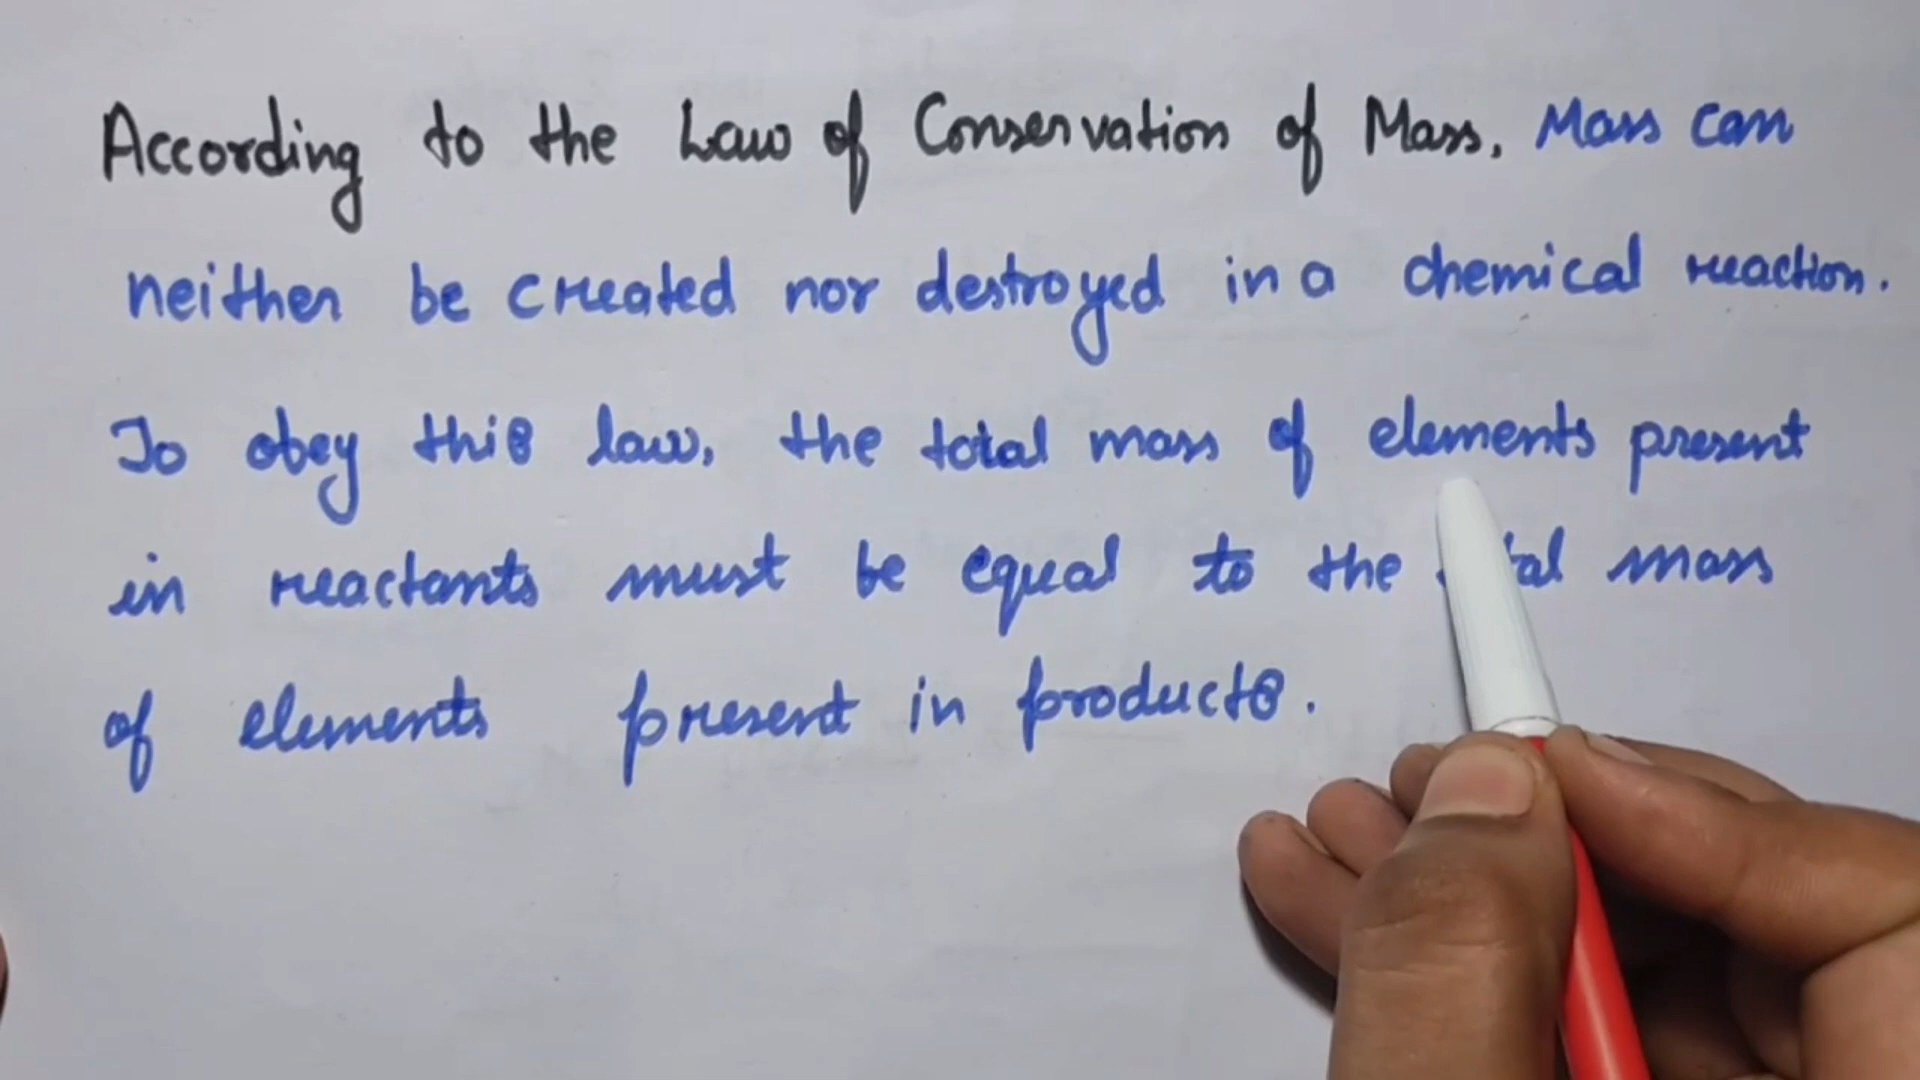 According to the Law of Conservation of Mass, Mass can
neither be created nor destroyed in a chemical reaction.
To obey this law, the total mass of elements present
in reactants must be equal to the total mass
of elements present in products.